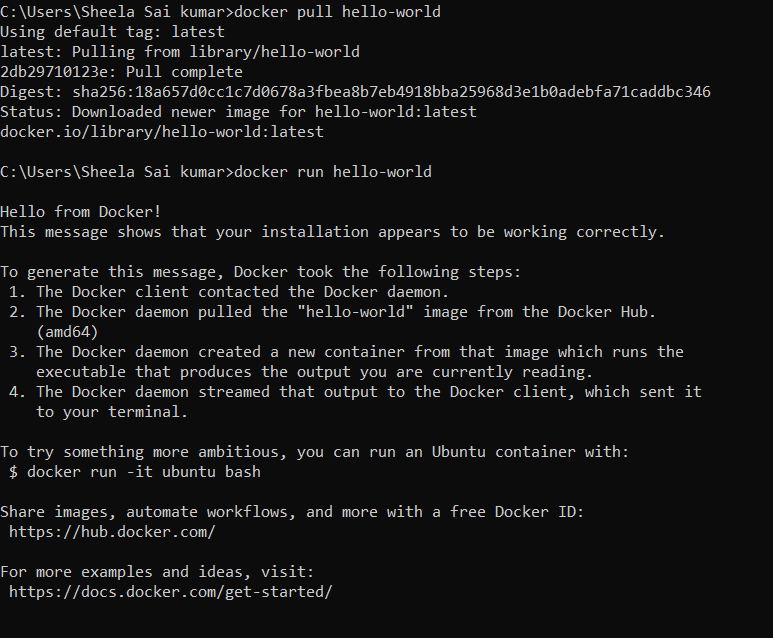 C:\Users\Sheela Sai kumar>docker pull hello-world
Using default tag: latest
latest: Pulling from library/hello-world
2db29710123e: Pull complete
Digest: sha256:18a657d0cc1c7d0678a3fbea8b7eb4918bba25968d3e1b0adebfa71caddbc346
Status: Downloaded newer image for hello-world:latest
docker.io/library/hello-world:latest
C:\Users\Sheela Sai kumar>docker run hello-world
Hello from Docker!
This message shows that your installation appears to be working correctly.
To generate this message, Docker took the following steps:
1. The Docker client contacted the Docker daemon.
2. The Docker daemon pulled the "hello-world" image from the Docker Hub.
(amd64)
3. The Docker daemon created a new container from that image which runs the
executable that produces the output you are currently reading.
4. The Docker daemon streamed that output to the Docker client, which sent it
to your terminal.
To try something more ambitious, you can run an Ubuntu container with:
$ docker run -it ubuntu bash
Share images, automate workflows, and more with a free Docker ID:
https://hub.docker.com/
For more examples and ideas, visit:
https://docs.docker.com/get-started/